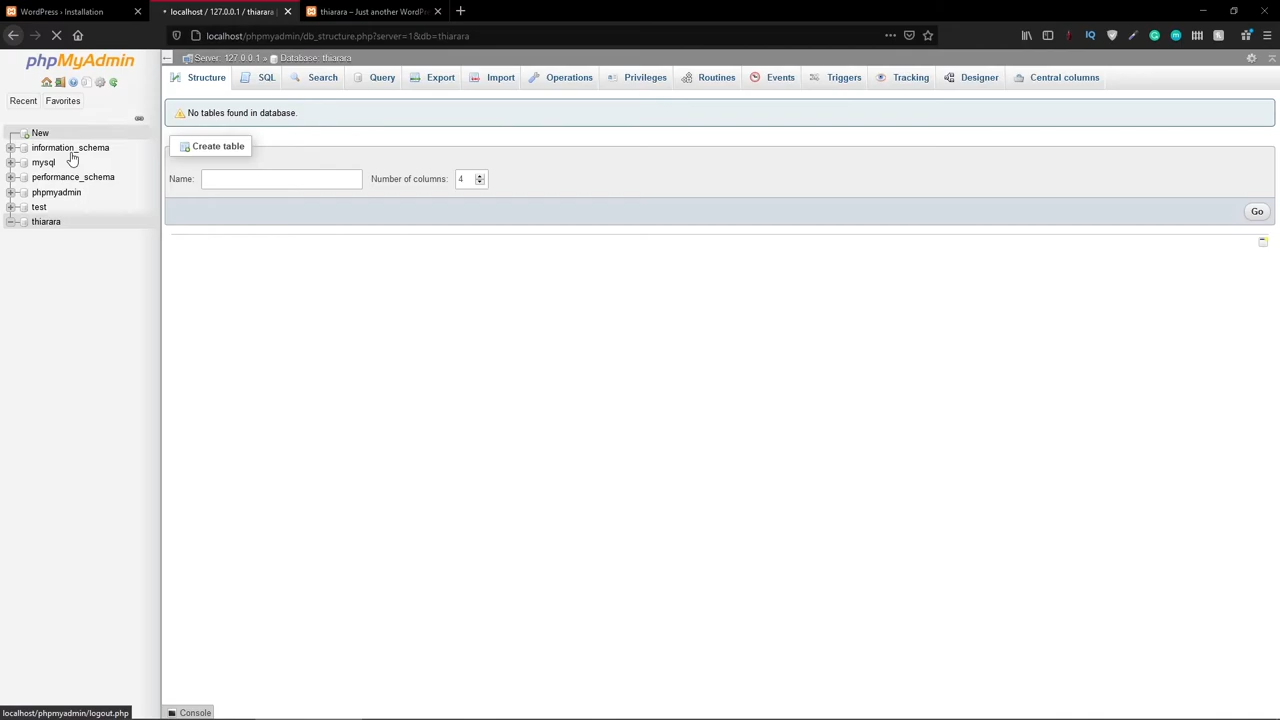 WordPress › Installation
localhost / 127.0.0.1 / thiarara |
thiarara – Just another WordPr
localhost/phpmyadmin/db_structure.php?server=1&db=thiarara
phpMyAdmin
Server: 127.0.0.1 » Database: thiarara
Structure SQL Search Query Export Import Operations Privileges Routines Events Triggers Tracking Designer Central columns
Recent Favorites
No tables found in database.
New
information_schema
mysql
performance_schema
phpmyadmin
test
thiarara
Create table
Name: Number of columns: 4
Go
localhost/phpmyadmin/logout.php
Console